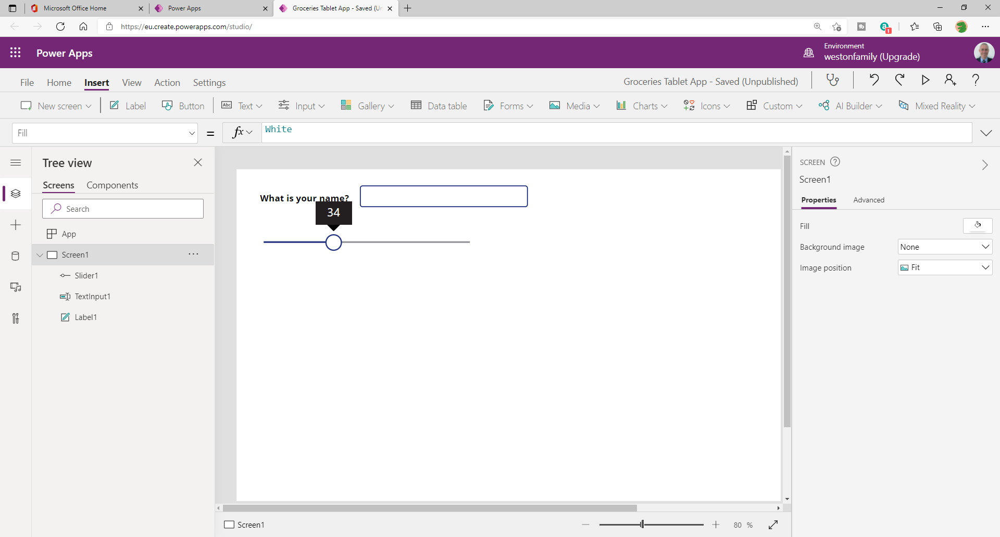 Microsoft Office Home
Power Apps
Groceries Tablet App - Saved (Un
https://eu.create.powerapps.com/studio/
1
Power Apps
Environment
westonfamily (Upgrade)
File Home Insert View Action Settings
Groceries Tablet App - Saved (Unpublished)
New screen Label Button Abc Text Input Gallery Data table Forms Media Charts Icons Custom AI Builder Mixed Reality
Fill = fx White
Tree view
Screens Components
Search
App
Screen1
Slider1
TextInput1
Label1
What is your name?
34
SCREEN
Screen1
Properties Advanced
Fill
Background image None
Image position Fit
Screen1
80 %